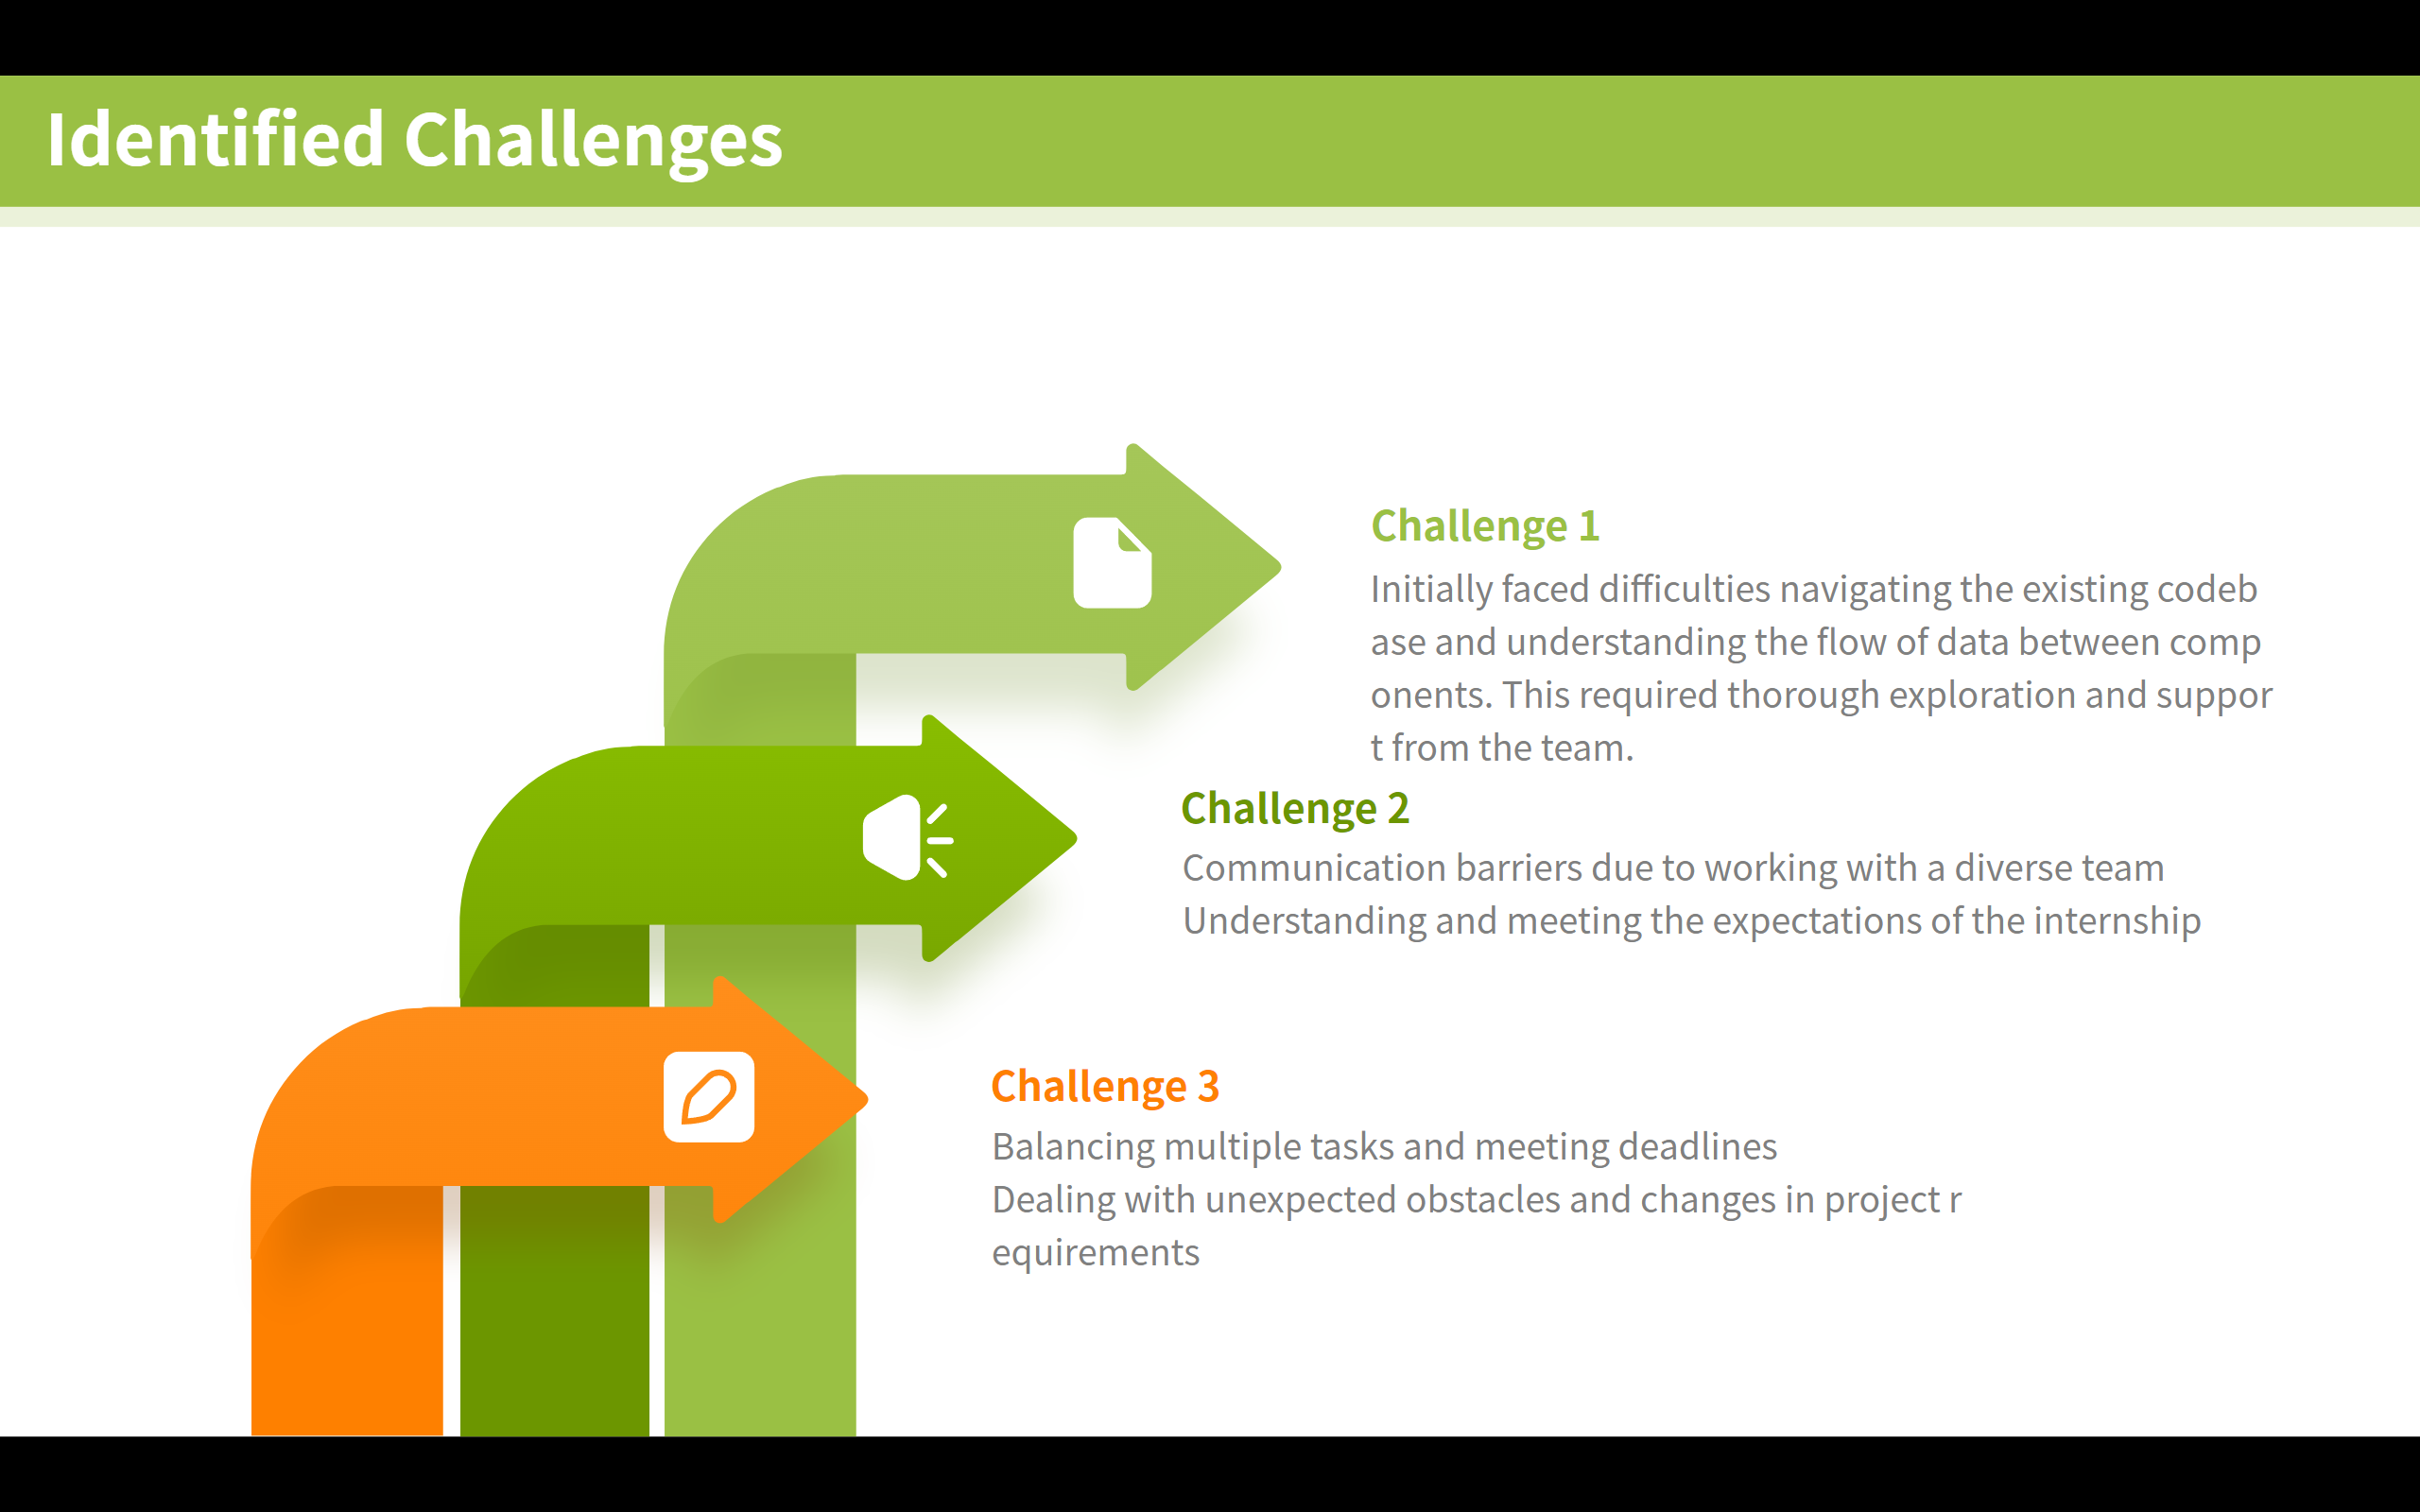 Identified Challenges
Challenge 1
Initially faced difficulties navigating the existing codeb
ase and understanding the flow of data between comp
onents. This required thorough exploration and suppor
t from the team.
Challenge 2
Communication barriers due to working with a diverse team
Understanding and meeting the expectations of the internship
Challenge 3
Balancing multiple tasks and meeting deadlines
Dealing with unexpected obstacles and changes in project r
equirements